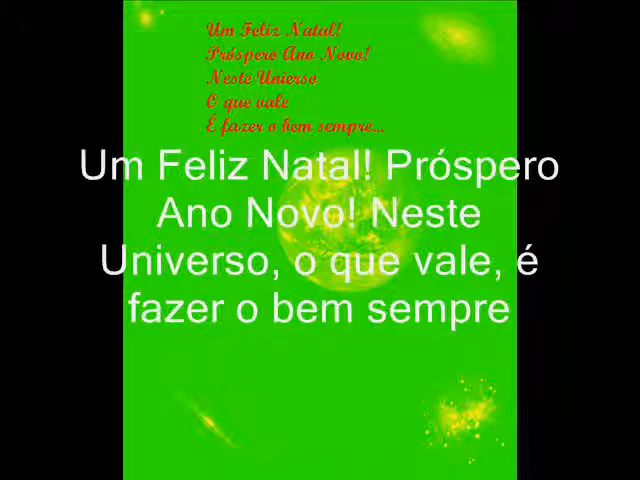 Um Feliz Natal!
Próspero Ano Novo!
Neste Universo
O que vale
É fazer o bem sempre...
Um Feliz Natal! Próspero
Ano Novo! Neste
Universo, o que vale, é
fazer o bem sempre